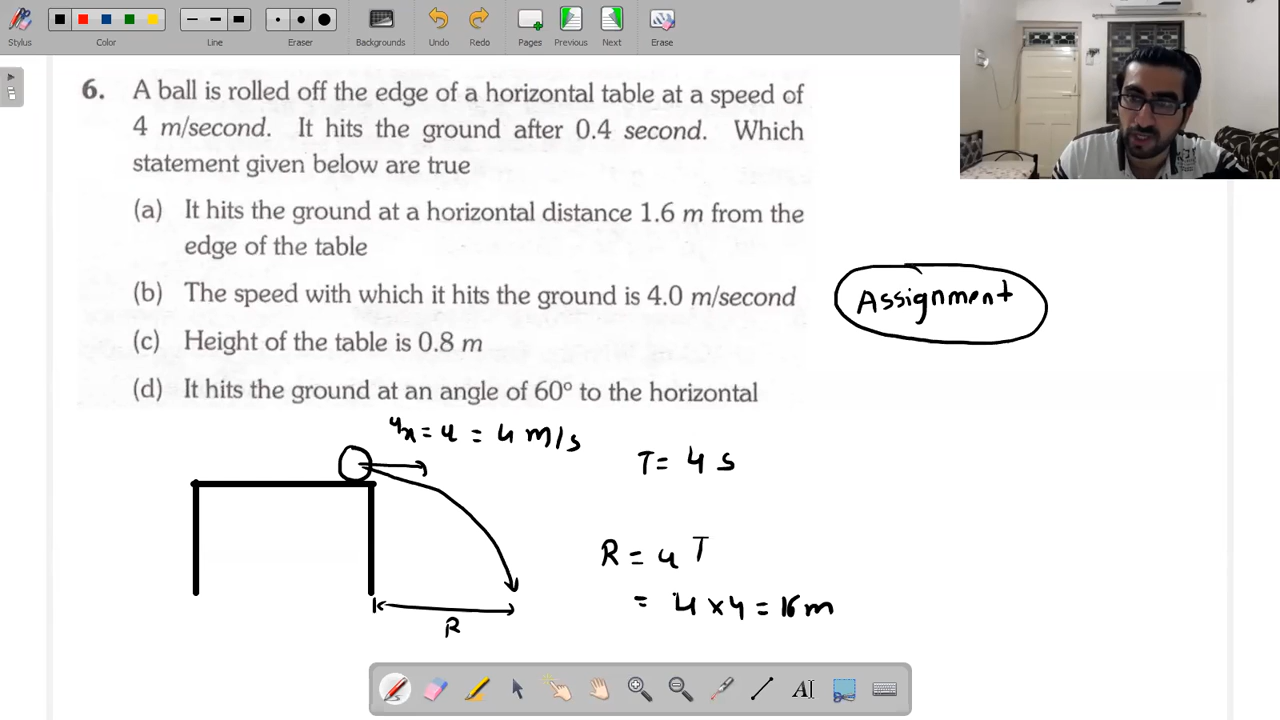 Stylus
Color
Line
Eraser
Backgrounds
Undo
Redo
Pages
Previous
Next
Erase
6. A ball is rolled off the edge of a horizontal table at a speed of
4 m/second. It hits the ground after 0.4 second. Which
statement given below are true
(a) It hits the ground at a horizontal distance 1.6 m from the
edge of the table
(b) The speed with which it hits the ground is 4.0 m/second
(c) Height of the table is 0.8 m
(d) It hits the ground at an angle of 60° to the horizontal
Assignment
ux = u = 4 m/s
T = 4 s
R = u T
= 4 × 4 = 16 m
R
AI